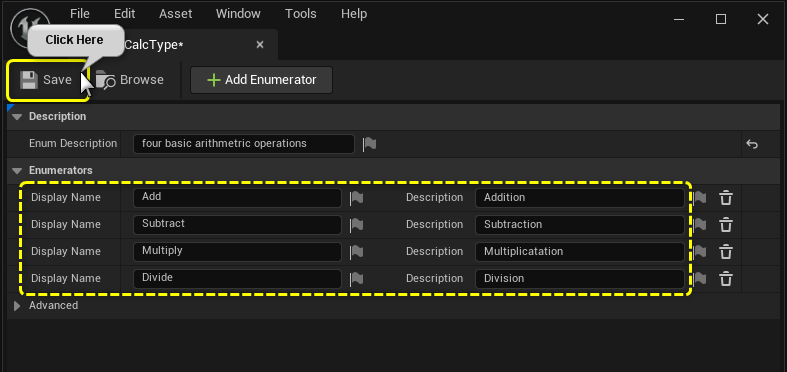 File Edit Asset Window Tools Help
Click Here
CalcType*
Save Browse Add Enumerator
Description
Enum Description four basic arithmetric operations
Enumerators
Display Name Add Description Addition
Display Name Subtract Description Subtraction
Display Name Multiply Description Multiplicatation
Display Name Divide Description Division
Advanced